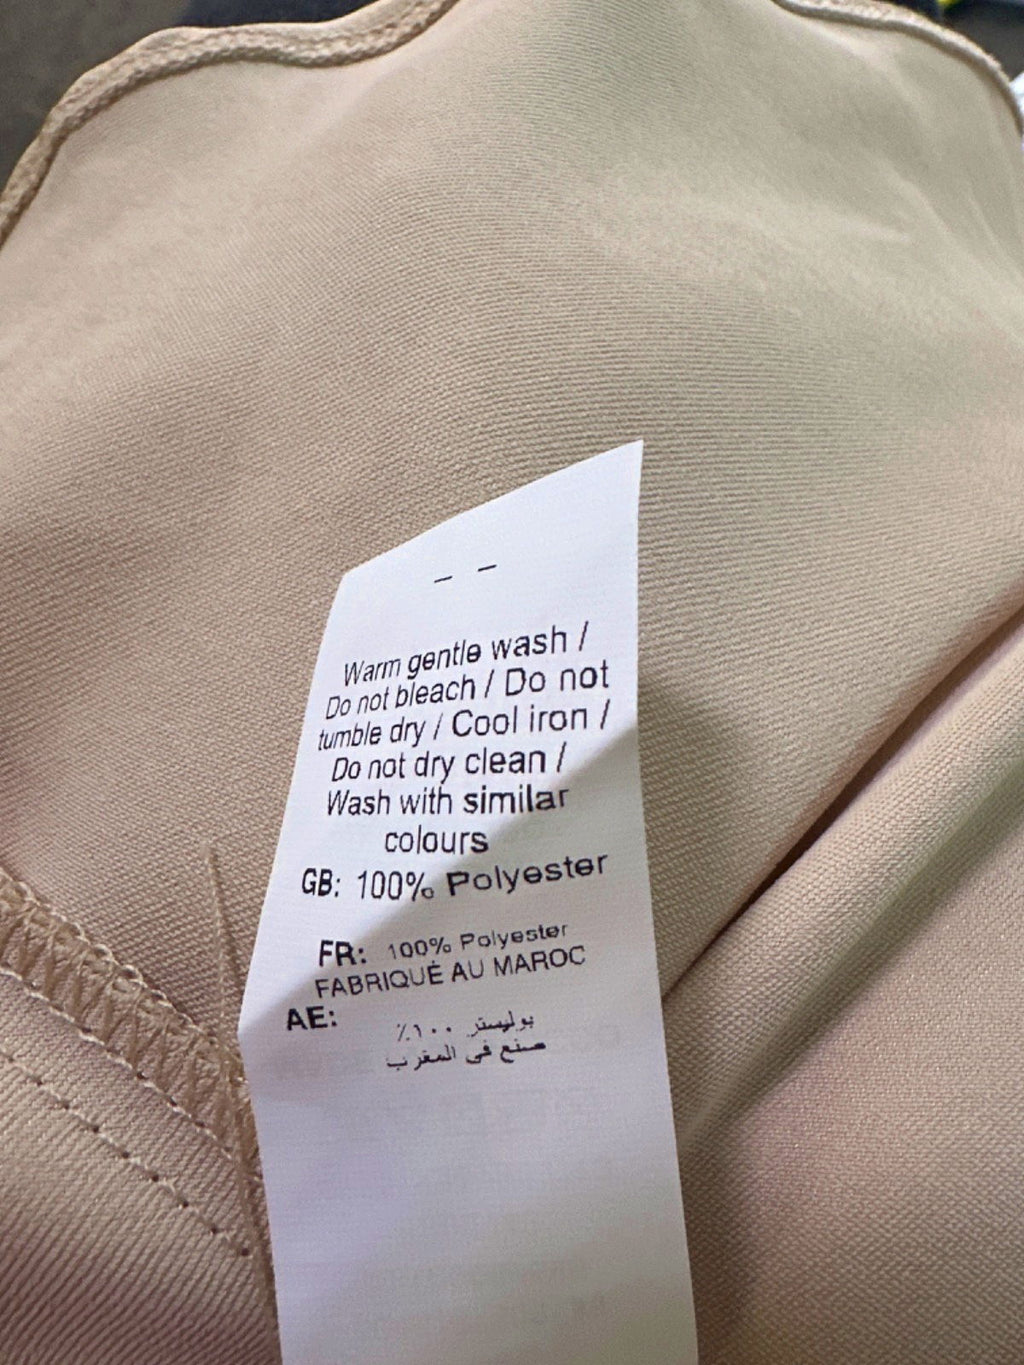 Warm gentle wash /
Do not bleach / Do not
tumble dry / Cool iron /
Do not dry clean /
Wash with similar
colours
GB: 100% Polyester
FR: 100% Polyester
FABRIQUÉ AU MAROC
AE:
بوليستر ١٠٠٪
صنع في المغرب